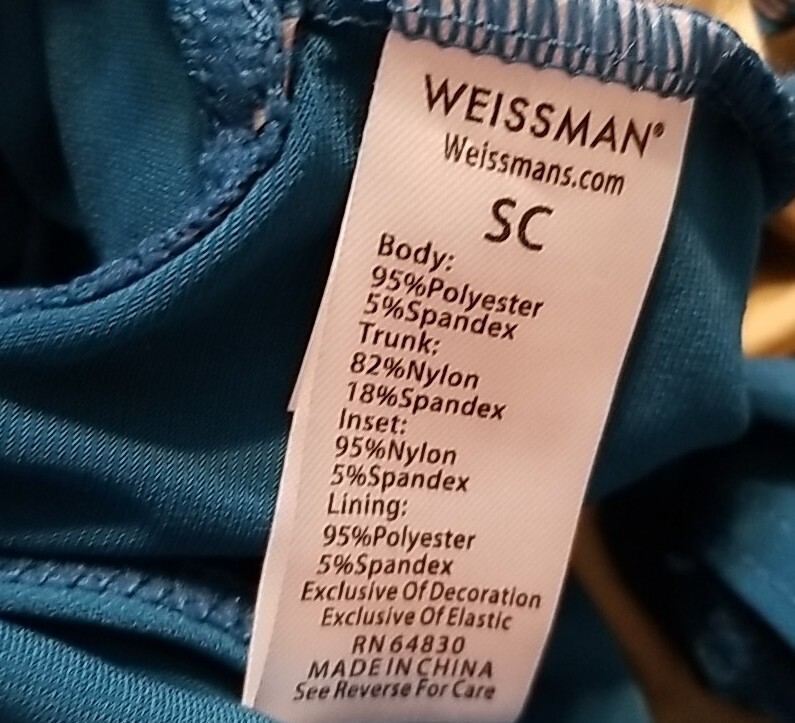 WEISSMAN®
Weissmans.com
SC
Body:
95%Polyester
5%Spandex
Trunk:
82%Nylon
18%Spandex
Inset:
95%Nylon
5%Spandex
Lining:
95%Polyester
5%Spandex
Exclusive Of Decoration
Exclusive Of Elastic
RN 64830
MADE IN CHINA
See Reverse For Care